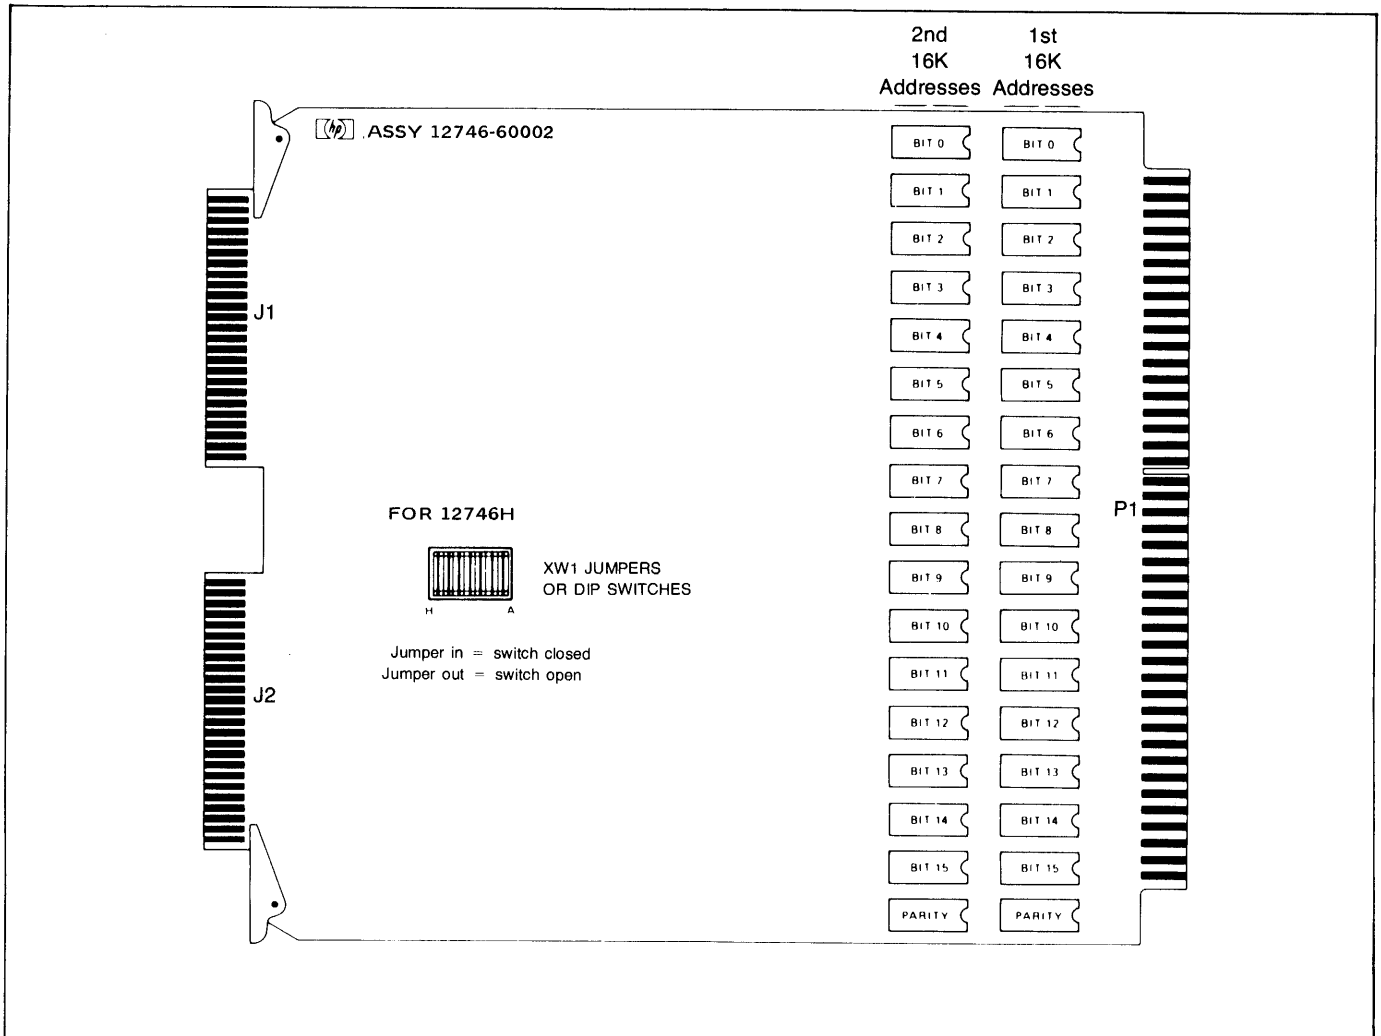 2nd
16K
Addresses
1st
16K
Addresses
hp ASSY 12746-60002
BIT 0 BIT 0
BIT 1 BIT 1
BIT 2 BIT 2
BIT 3 BIT 3
J1
BIT 4 BIT 4
BIT 5 BIT 5
BIT 6 BIT 6
BIT 7 BIT 7
P1
FOR 12746H
BIT 8 BIT 8
XW1 JUMPERS
OR DIP SWITCHES
BIT 9 BIT 9
H A
BIT 10 BIT 10
Jumper in = switch closed
Jumper out = switch open
BIT 11 BIT 11
J2
BIT 12 BIT 12
BIT 13 BIT 13
BIT 14 BIT 14
BIT 15 BIT 15
PARITY PARITY